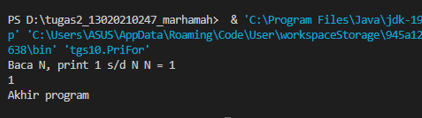 PS D:\tugas2_13020210247_marhamah>  & 'C:\Program Files\Java\jdk-19
p' 'C:\Users\ASUS\AppData\Roaming\Code\User\workspaceStorage\945a12
638\bin' 'tgs10.PriFor'
Baca N, print 1 s/d N N = 1
1
Akhir program